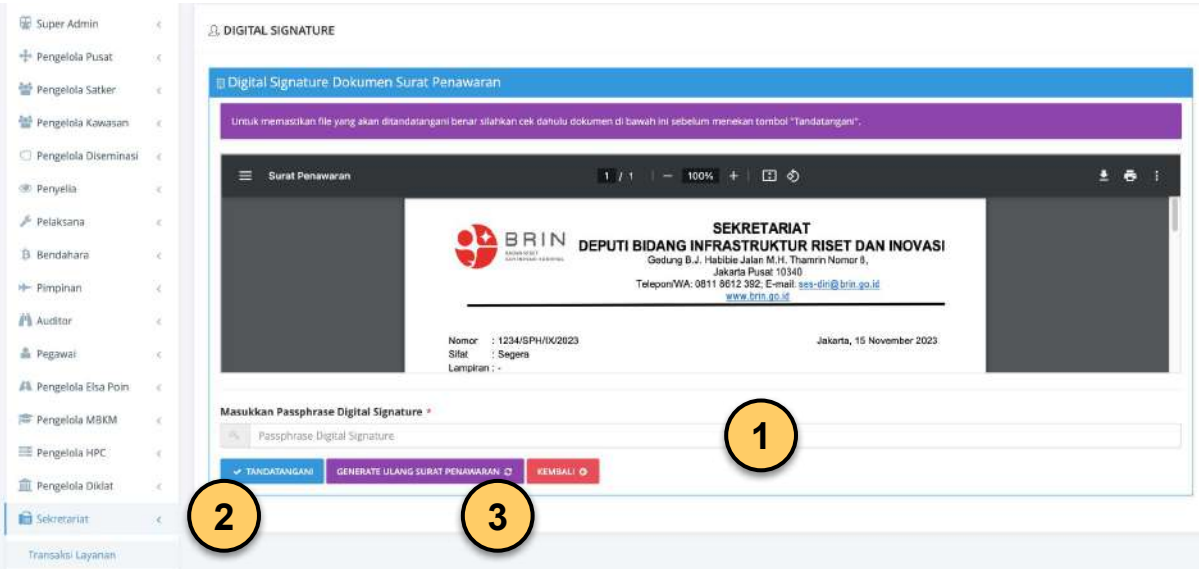 Super Admin
Pengelola Pusat
Pengelola Satker
Pengelola Kawasan
Pengelola Diseminasi
Penyelia
Pelaksana
Bendahara
Pimpinan
Auditor
Pegawai
Pengelola Elsa Poin
Pengelola MBKM
Pengelola HPC
Pengelola Diklat
Sekretariat
Transaksi Layanan
DIGITAL SIGNATURE
Digital Signature Dokumen Surat Penawaran
Untuk memastikan file yang akan ditandatangani benar silahkan cek dahulu dokumen di bawah ini sebelum menekan tombol "Tandatangani".
Surat Penawaran
1 / 1 | − 100% +
BRIN
SEKRETARIAT
DEPUTI BIDANG INFRASTRUKTUR RISET DAN INOVASI
Gedung B.J. Habibie Jalan M.H. Thamrin Nomor 8,
Jakarta Pusat 10340
Telepon/WA: 0811 8612 392; E-mail: ses-diri@brin.go.id
www.brin.go.id
Nomor : 1234/SPH/IX/2023 Jakarta, 15 November 2023
Sifat : Segera
Lampiran : -
Masukkan Passphrase Digital Signature *
Passphrase Digital Signature
1
TANDATANGANI GENERATE ULANG SURAT PENAWARAN KEMBALI
2
3